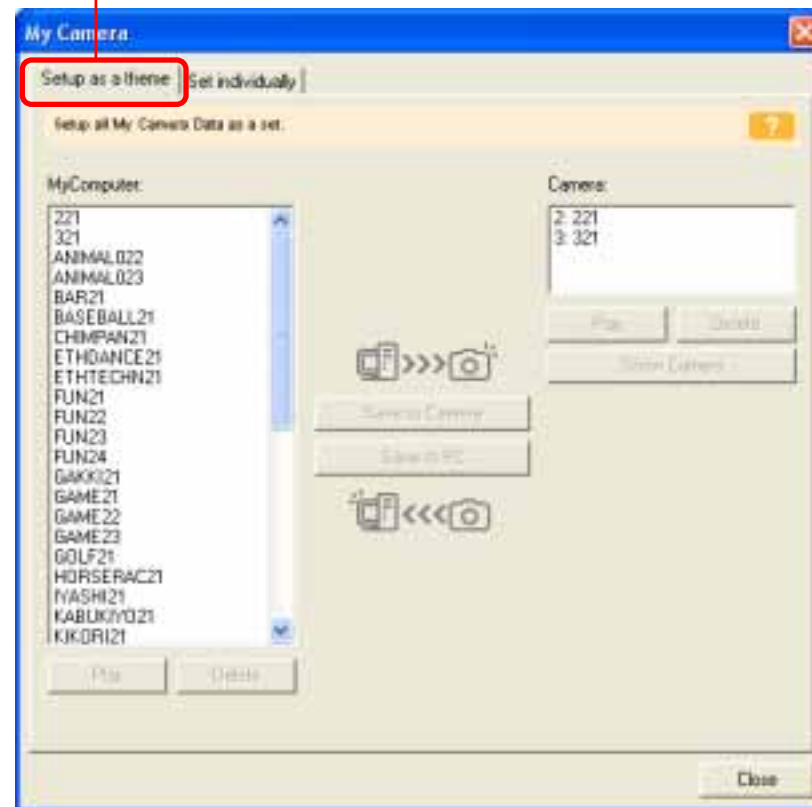 My Camera
Setup as a theme
Set individually
Setup all My Camera Data as a set.
?
MyComputer:
Camera:
221
321
ANIMAL022
ANIMAL023
BAR21
BASEBALL21
CHIMPAN21
ETHDANCE21
ETHTECHN21
FUN21
FUN22
FUN23
FUN24
GAKKI21
GAME21
GAME22
GAME23
GOLF21
HORSERAC21
IYASHI21
KABUKIYO21
KIKORI21
2: 221
3: 321
Play
Delete
Save to Camera
Save to PC
Play
Delete
Close